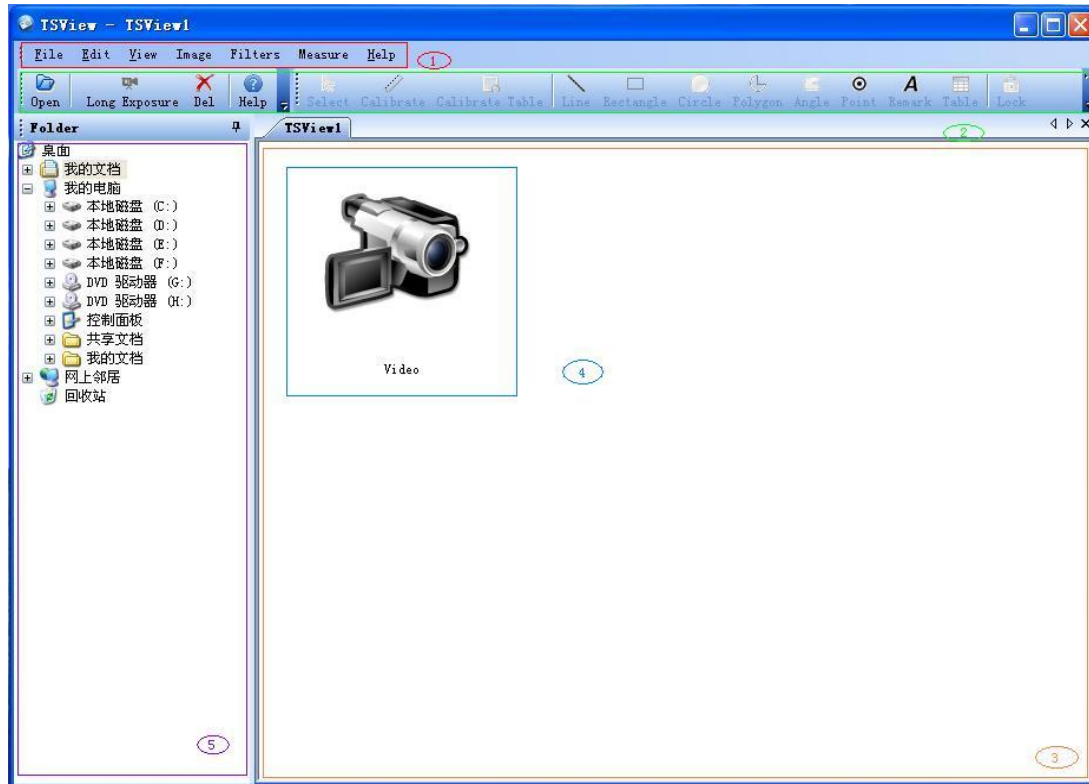 TSView - TSView1
File Edit View Image Filters Measure Help 1
Open Long Exposure Del Help Select Calibrate Calibrate Table Line Rectangle Circle Polygon Angle Point Remark Table Lock
2
Folder
TSView1
桌面
我的文档
我的电脑
本地磁盘 (C:)
本地磁盘 (D:)
本地磁盘 (E:)
本地磁盘 (F:)
DVD 驱动器 (G:)
DVD 驱动器 (H:)
控制面板
共享文档
我的文档
网上邻居
回收站
Video
4
5
3